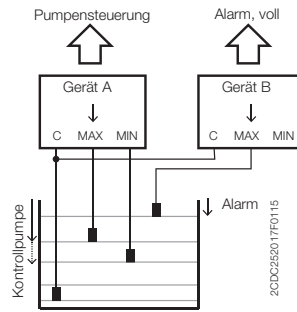 Pumpensteuerung
Alarm, voll
Gerät A
Gerät B
C MAX MIN
C MAX MIN
Kontrollpumpe
Alarm
2CDC252017F0115